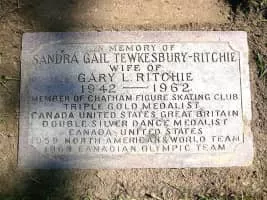 IN MEMORY OF
SANDRA GAIL TEWKESBURY-RITCHIE
WIFE OF
GARY L. RITCHIE
1942 — 1962
MEMBER OF CHATHAM FIGURE SKATING CLUB
TRIPLE GOLD MEDALIST
CANADA UNITED STATES GREAT BRITAIN
DOUBLE SILVER DANCE MEDALIST
CANADA - UNITED STATES
1959 NORTH AMERICAN & WORLD TEAM
1960 CANADIAN OLYMPIC TEAM